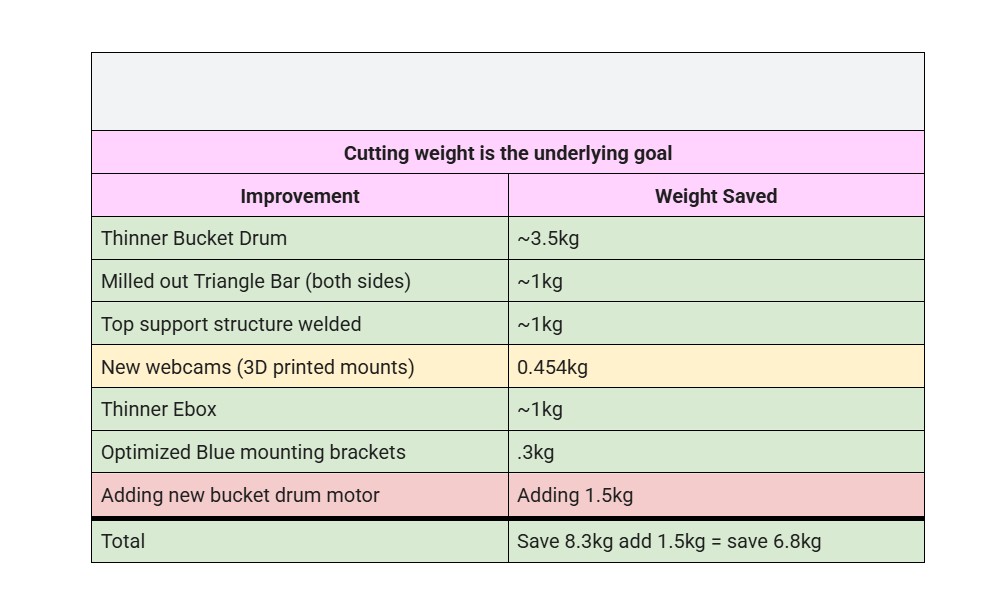 Cutting weight is the underlying goal
Improvement Weight Saved
Thinner Bucket Drum ~3.5kg
Milled out Triangle Bar (both sides) ~1kg
Top support structure welded ~1kg
New webcams (3D printed mounts) 0.454kg
Thinner Ebox ~1kg
Optimized Blue mounting brackets .3kg
Adding new bucket drum motor Adding 1.5kg
Total Save 8.3kg add 1.5kg = save 6.8kg